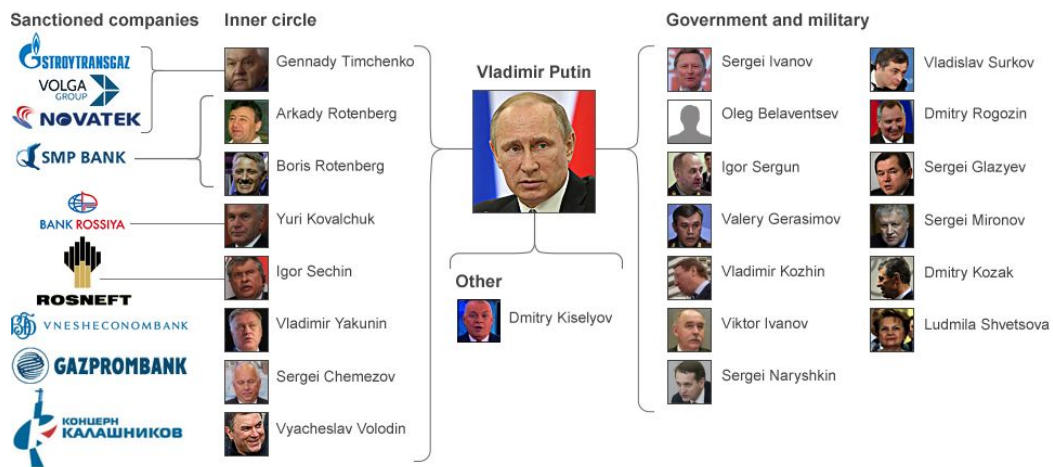 Sanctioned companies
STROYTRANSGAZ
VOLGA
GROUP
NOVATEK
SMP BANK
BANK ROSSIYA
ROSNEFT
VNESHECONOMBANK
GAZPROMBANK
КОНЦЕРН
КАЛАШНИКОВ
Inner circle
Gennady Timchenko
Arkady Rotenberg
Boris Rotenberg
Yuri Kovalchuk
Igor Sechin
Vladimir Yakunin
Sergei Chemezov
Vyacheslav Volodin
Vladimir Putin
Other
Dmitry Kiselyov
Government and military
Sergei Ivanov
Oleg Belaventsev
Igor Sergun
Valery Gerasimov
Vladimir Kozhin
Viktor Ivanov
Sergei Naryshkin
Vladislav Surkov
Dmitry Rogozin
Sergei Glazyev
Sergei Mironov
Dmitry Kozak
Ludmila Shvetsova